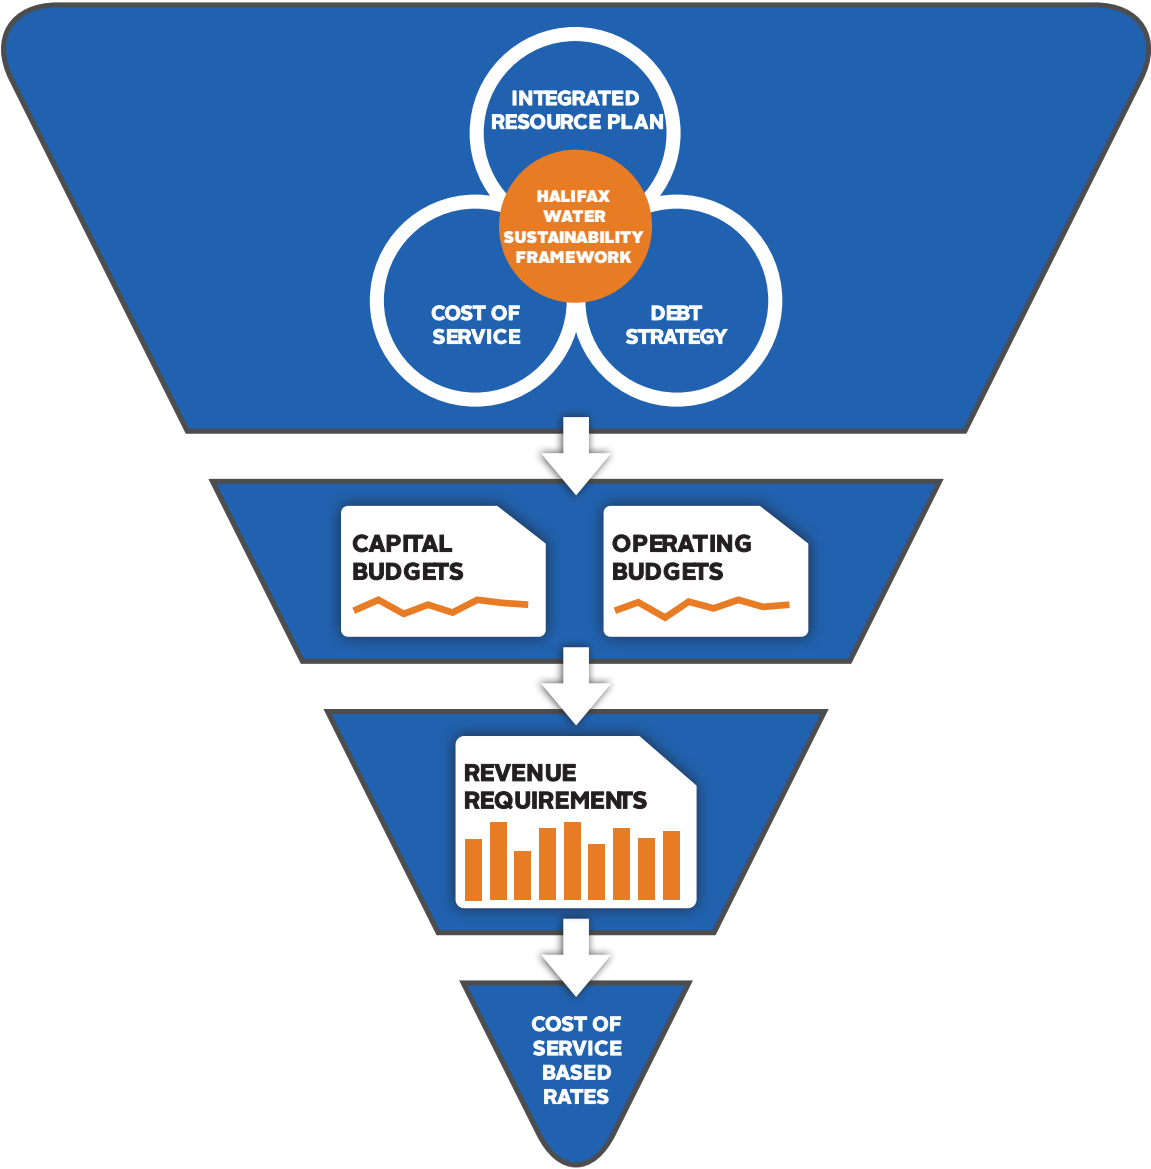 INTEGRATED
RESOURCE PLAN
HALIFAX
WATER
SUSTAINABILITY
FRAMEWORK
COST OF
SERVICE
DEBT
STRATEGY
CAPITAL
BUDGETS
OPERATING
BUDGETS
REVENUE
REQUIREMENTS
COST OF
SERVICE
BASED
RATES